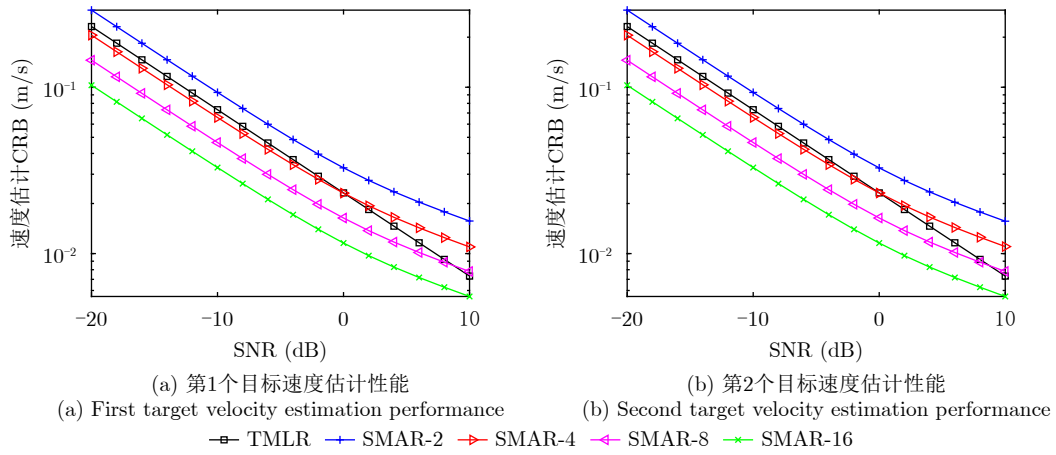 速度估计CRB (m/s)
10⁻¹
10⁻²
−20
−10
0
10
SNR (dB)
(a) 第1个目标速度估计性能
(a) First target velocity estimation performance
速度估计CRB (m/s)
10⁻¹
10⁻²
−20
−10
0
10
SNR (dB)
(b) 第2个目标速度估计性能
(b) Second target velocity estimation performance
TMLR SMAR-2 SMAR-4 SMAR-8 SMAR-16